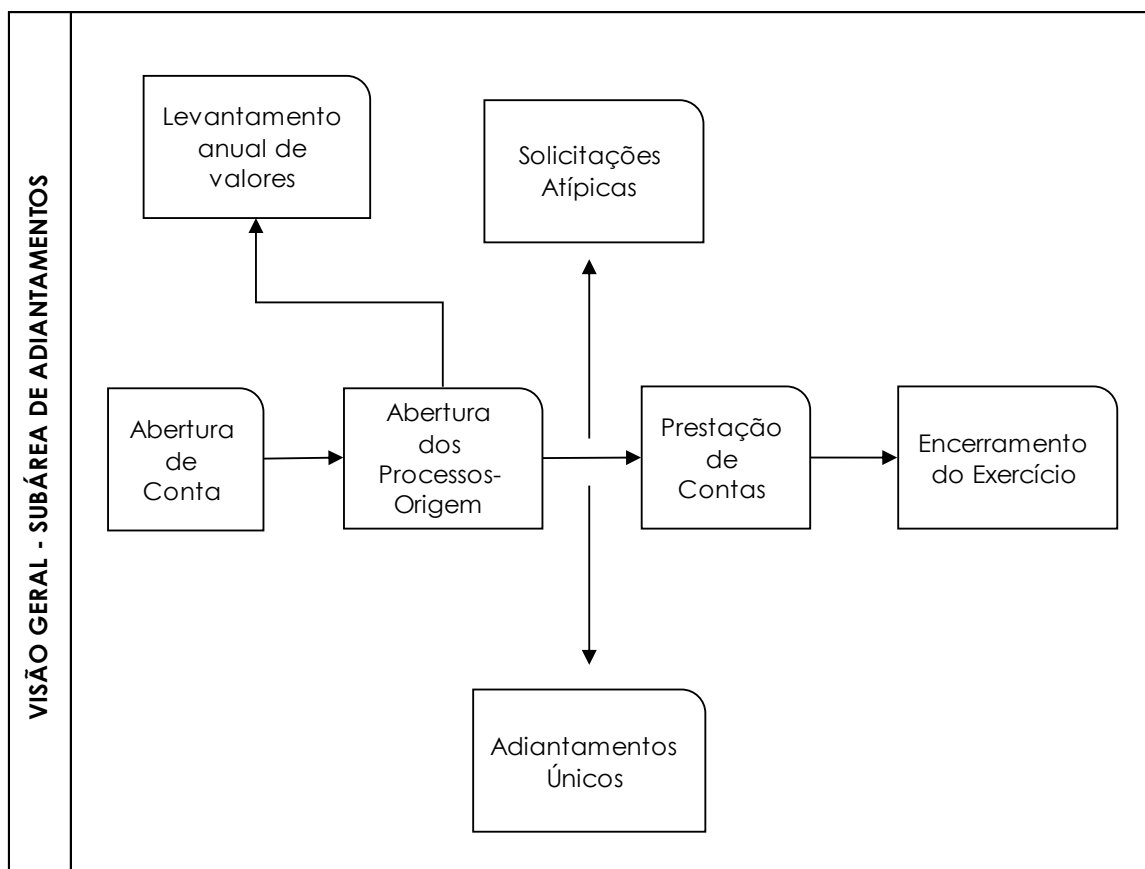 VISÃO GERAL - SUBÁREA DE ADIANTAMENTOS
Levantamento
anual de
valores
Solicitações
Atípicas
Abertura
de
Conta
Abertura
dos
Processos-
Origem
Prestação
de
Contas
Encerramento
do Exercício
Adiantamentos
Únicos